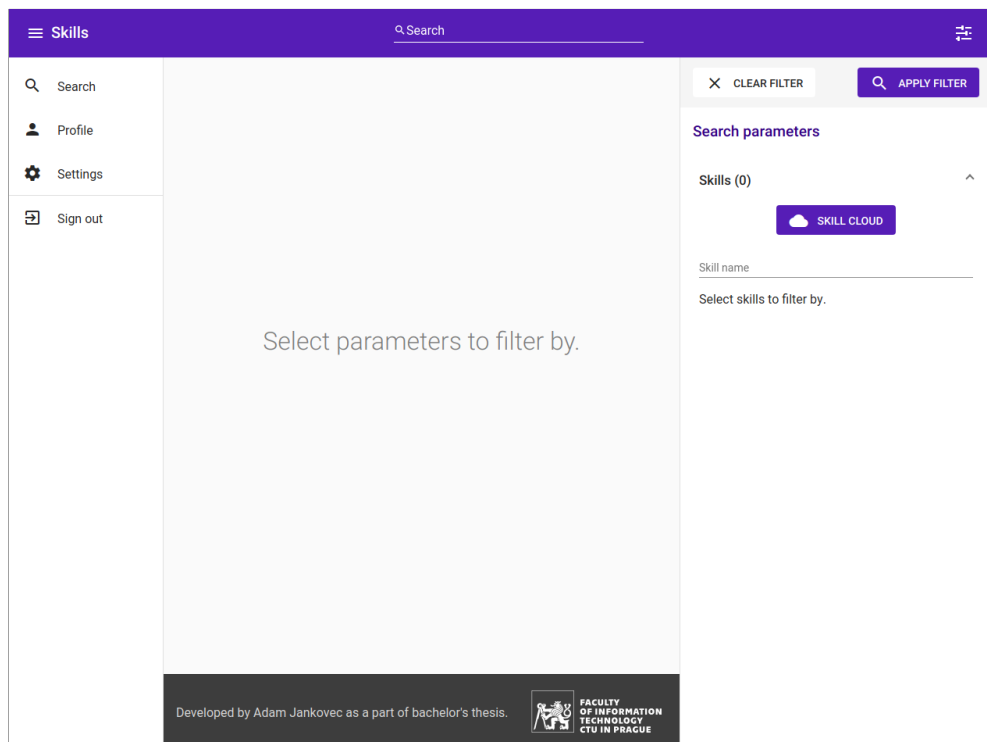 Skills
Search
Search
Profile
Settings
Sign out
Select parameters to filter by.
CLEAR FILTER
APPLY FILTER
Search parameters
Skills (0)
SKILL CLOUD
Skill name
Select skills to filter by.
Developed by Adam Jankovec as a part of bachelor's thesis.
FACULTY
OF INFORMATION
TECHNOLOGY
CTU IN PRAGUE